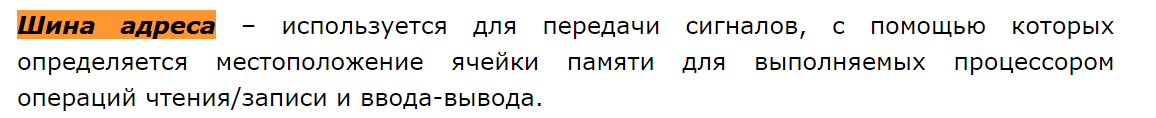 Шина адреса – используется для передачи сигналов, с помощью которых
определяется местоположение ячейки памяти для выполняемых процессором
операций чтения/записи и ввода-вывода.